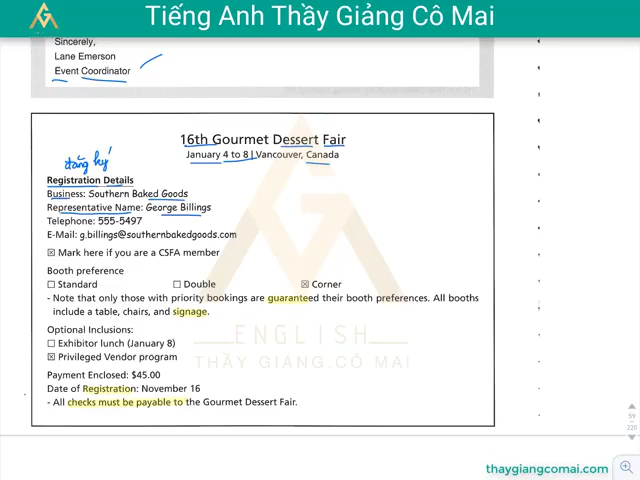 Tiếng Anh Thầy Giảng Cô Mai
Sincerely,
Lane Emerson
Event Coordinator
16th Gourmet Dessert Fair
January 4 to 8 | Vancouver, Canada
đăng ký
Registration Details
Business: Southern Baked Goods
Representative Name: George Billings
Telephone: 555-5497
E-Mail: g.billings@southernbakedgoods.com
☒ Mark here if you are a CSFA member
Booth preference
☐ Standard ☐ Double ☒ Corner
- Note that only those with priority bookings are guaranteed their booth preferences. All booths
include a table, chairs, and signage.
ENGLISH
Optional Inclusions:
☐ Exhibitor lunch (January 8)
☒ Privileged Vendor program
THẦY GIẢNG CÔ MAI
Payment Enclosed: $45.00
Date of Registration: November 16
- All checks must be payable to the Gourmet Dessert Fair.
59
220
thaygiangcomai.com